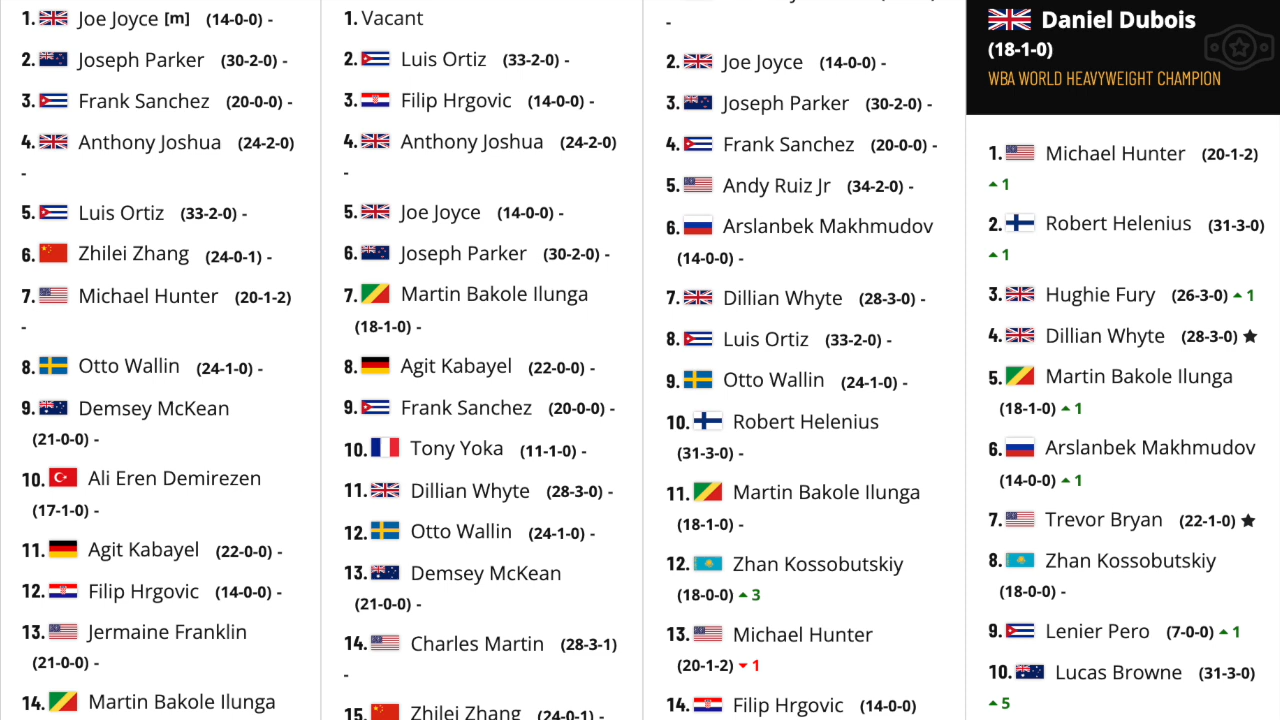 1. Joe Joyce [m] (14-0-0) -
2. Joseph Parker (30-2-0) -
3. Frank Sanchez (20-0-0) -
4. Anthony Joshua (24-2-0)
-
5. Luis Ortiz (33-2-0) -
6. Zhilei Zhang (24-0-1) -
7. Michael Hunter (20-1-2)
-
8. Otto Wallin (24-1-0) -
9. Demsey McKean
(21-0-0) -
10. Ali Eren Demirezen
(17-1-0) -
11. Agit Kabayel (22-0-0) -
12. Filip Hrgovic (14-0-0) -
13. Jermaine Franklin
(21-0-0) -
14. Martin Bakole Ilunga
1. Vacant
2. Luis Ortiz (33-2-0) -
3. Filip Hrgovic (14-0-0) -
4. Anthony Joshua (24-2-0)
-
5. Joe Joyce (14-0-0) -
6. Joseph Parker (30-2-0) -
7. Martin Bakole Ilunga
(18-1-0) -
8. Agit Kabayel (22-0-0) -
9. Frank Sanchez (20-0-0) -
10. Tony Yoka (11-1-0) -
11. Dillian Whyte (28-3-0) -
12. Otto Wallin (24-1-0) -
13. Demsey McKean
(21-0-0) -
14. Charles Martin (28-3-1)
-
15. Zhilei Zhang (24-0-1) -
-
2. Joe Joyce (14-0-0) -
3. Joseph Parker (30-2-0) -
4. Frank Sanchez (20-0-0) -
5. Andy Ruiz Jr (34-2-0) -
6. Arslanbek Makhmudov
(14-0-0) -
7. Dillian Whyte (28-3-0) -
8. Luis Ortiz (33-2-0) -
9. Otto Wallin (24-1-0) -
10. Robert Helenius
(31-3-0) -
11. Martin Bakole Ilunga
(18-1-0) -
12. Zhan Kossobutskiy
(18-0-0) ▲ 3
13. Michael Hunter
(20-1-2) ▼ 1
14. Filip Hrgovic (14-0-0)
Daniel Dubois
(18-1-0)
WBA WORLD HEAVYWEIGHT CHAMPION
1. Michael Hunter (20-1-2)
▲ 1
2. Robert Helenius (31-3-0)
▲ 1
3. Hughie Fury (26-3-0) ▲ 1
4. Dillian Whyte (28-3-0) ★
5. Martin Bakole Ilunga
(18-1-0) ▲ 1
6. Arslanbek Makhmudov
(14-0-0) ▲ 1
7. Trevor Bryan (22-1-0) ★
8. Zhan Kossobutskiy
(18-0-0) -
9. Lenier Pero (7-0-0) ▲ 1
10. Lucas Browne (31-3-0)
▲ 5